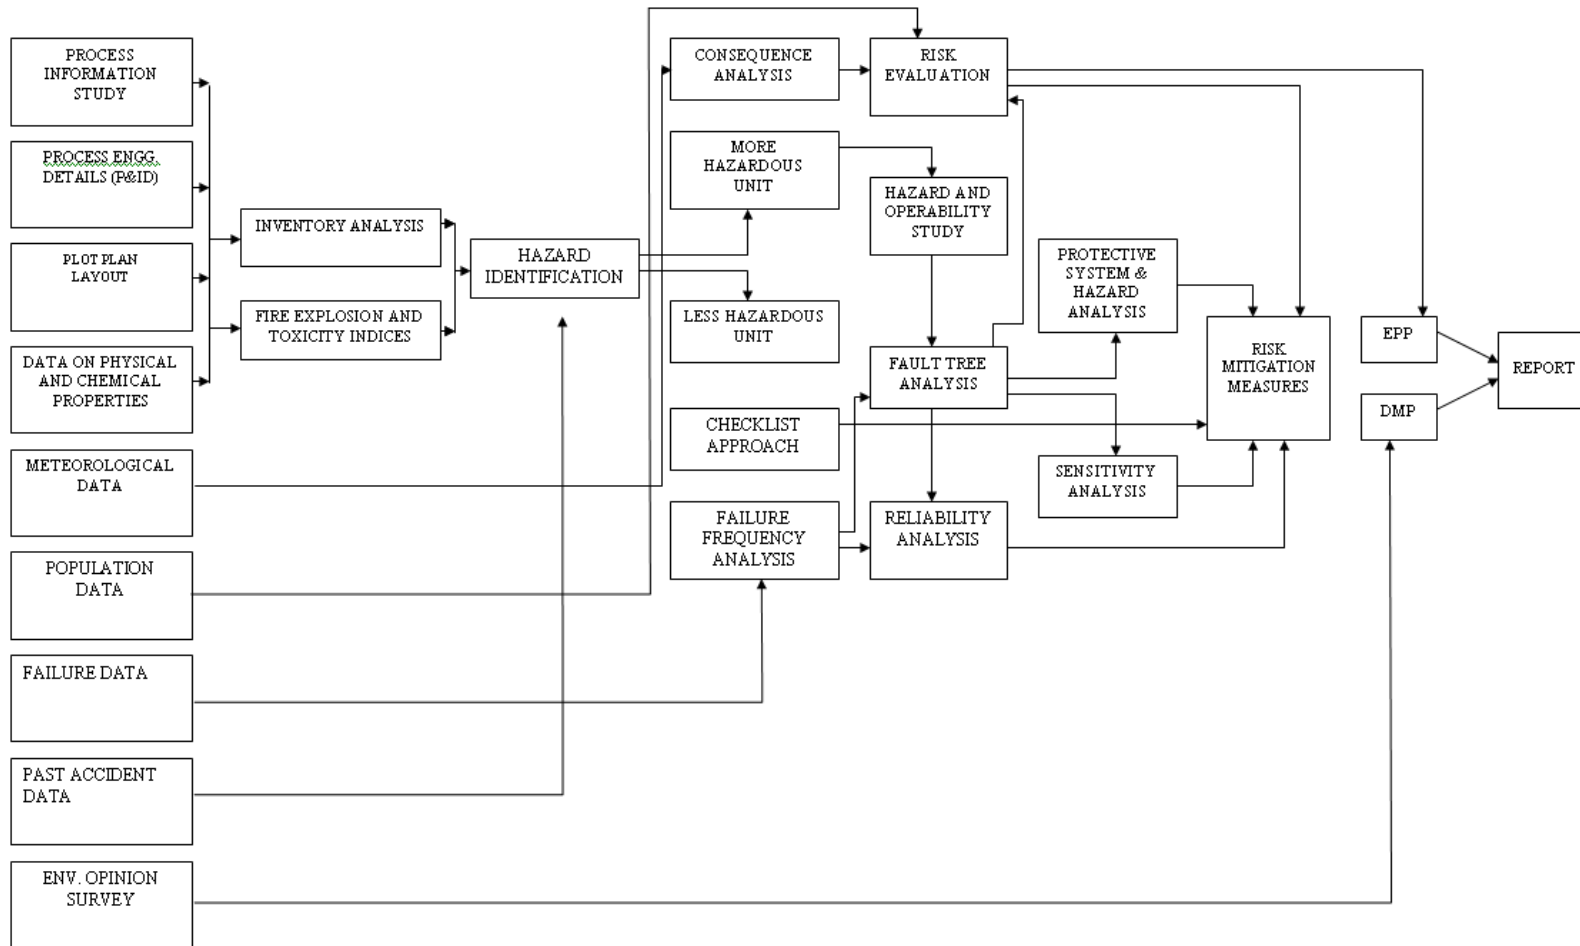 PROCESS
INFORMATION
STUDY
PROCESS ENGG.
DETAILS (P&ID)
PLOT PLAN
LAYOUT
DATA ON PHYSICAL
AND CHEMICAL
PROPERTIES
METEOROLOGICAL
DATA
POPULATION
DATA
FAILURE DATA
PAST ACCIDENT
DATA
ENV. OPINION
SURVEY
INVENTORY ANALYSIS
FIRE EXPLOSION AND
TOXICITY INDICES
HAZARD
IDENTIFICATION
CONSEQUENCE
ANALYSIS
MORE
HAZARDOUS
UNIT
LESS HAZARDOUS
UNIT
CHECKLIST
APPROACH
FAILURE
FREQUENCY
ANALYSIS
RISK
EVALUATION
HAZARD AND
OPERABILITY
STUDY
FAULT TREE
ANALYSIS
RELIABILITY
ANALYSIS
PROTECTIVE
SYSTEM &
HAZARD
ANALYSIS
SENSITIVITY
ANALYSIS
RISK
MITIGATION
MEASURES
EPP
DMP
REPORT